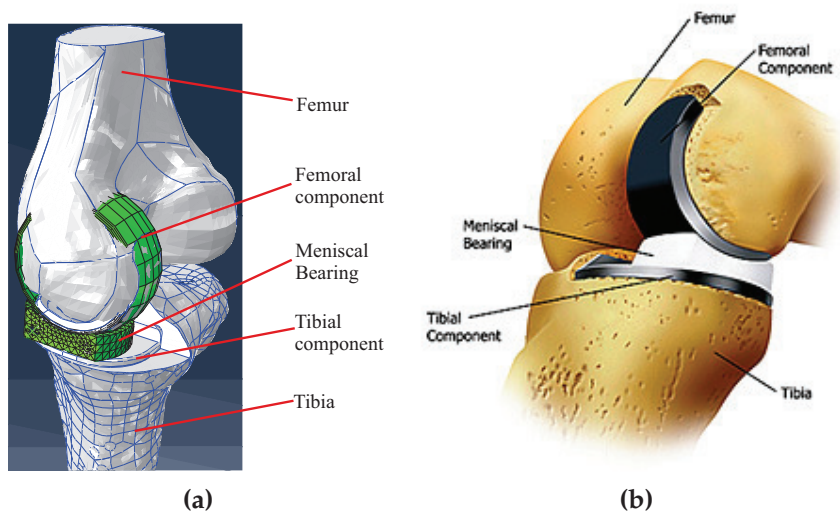 Femur
Femoral
component
Meniscal
Bearing
Tibial
component
Tibia
(a)
Femur
Femoral
Component
Meniscal
Bearing
Tibial
Component
Tibia
(b)